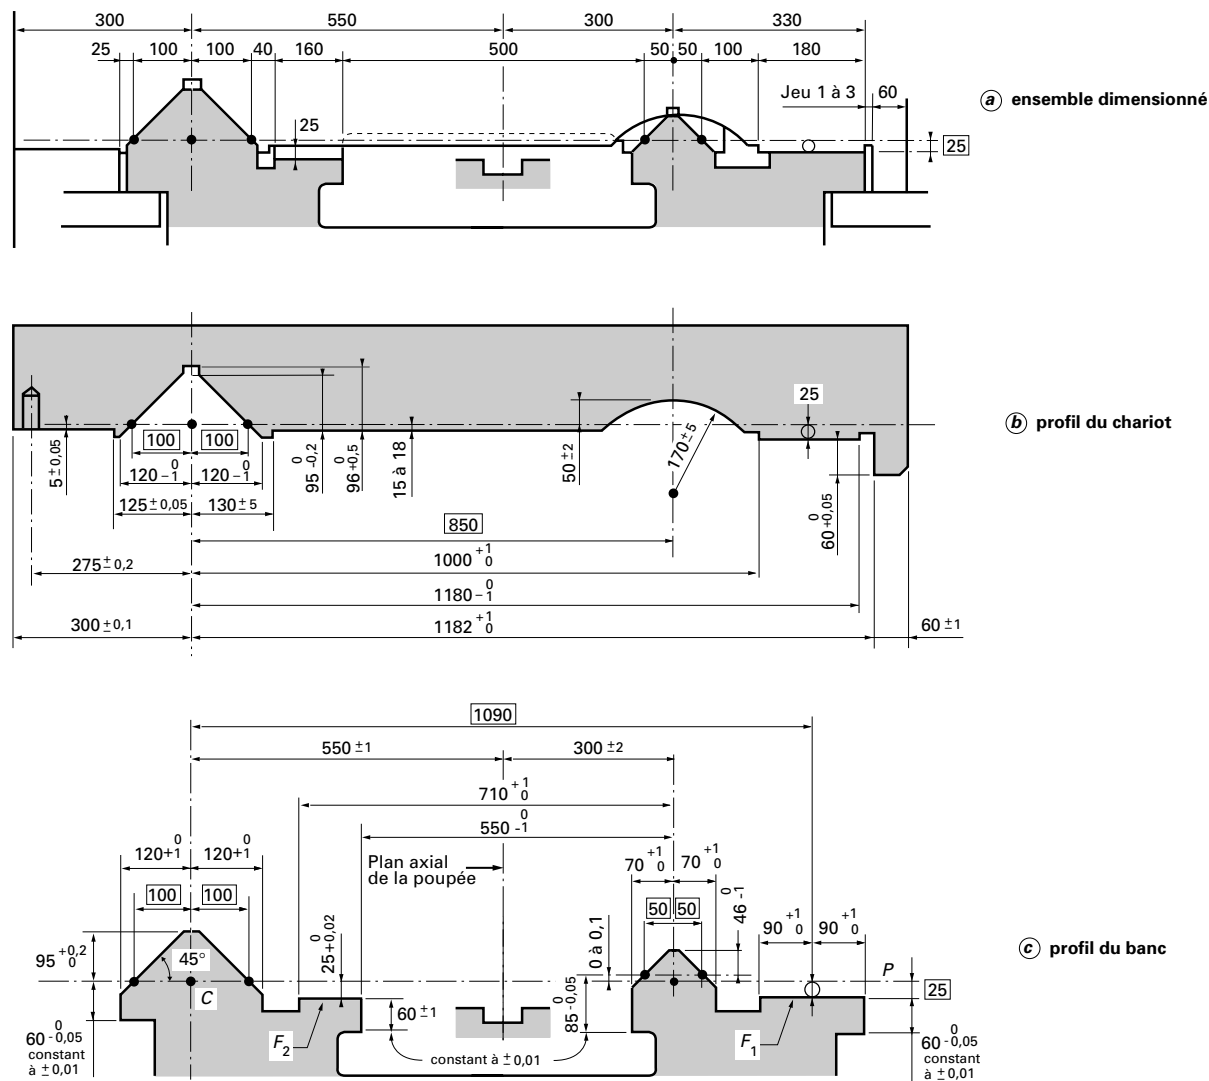 300 550 300 330
25 100 100 40 160 500 50 50 100 180
Jeu 1 à 3 60
a ensemble dimensionné
25
25
25
b profil du chariot
100 100
5 ± 0,05
120 - 1 0 120 - 1 0
95 0 -0,2
96 0 +0,5
15 à 18
50 ± 2
170 ± 5
60 0 +0,05
125 ± 0,05 130 ± 5
850
1000 +1 0
275 ± 0,2
1180 - 1 0
300 ± 0,1
1182 +1 0
60 ± 1
1090
550 ± 1 300 ± 2
710 + 1 0
550 -1 0
120 +1 0 120 +1 0
Plan axial
de la poupée
70 +1 0 70 +1 0
100 100
50 50
46 0 -1
90 +1 0 90 +1 0
25 0 +0,02
0 à 0,1
c profil du banc
95 +0,2 0
45°
C
P
25
60 ± 1
85 0 -0,05
F2
F1
60 0 -0,05
constant
à ± 0,01
constant à ± 0,01
60 0 -0,05
constant
à ± 0,01